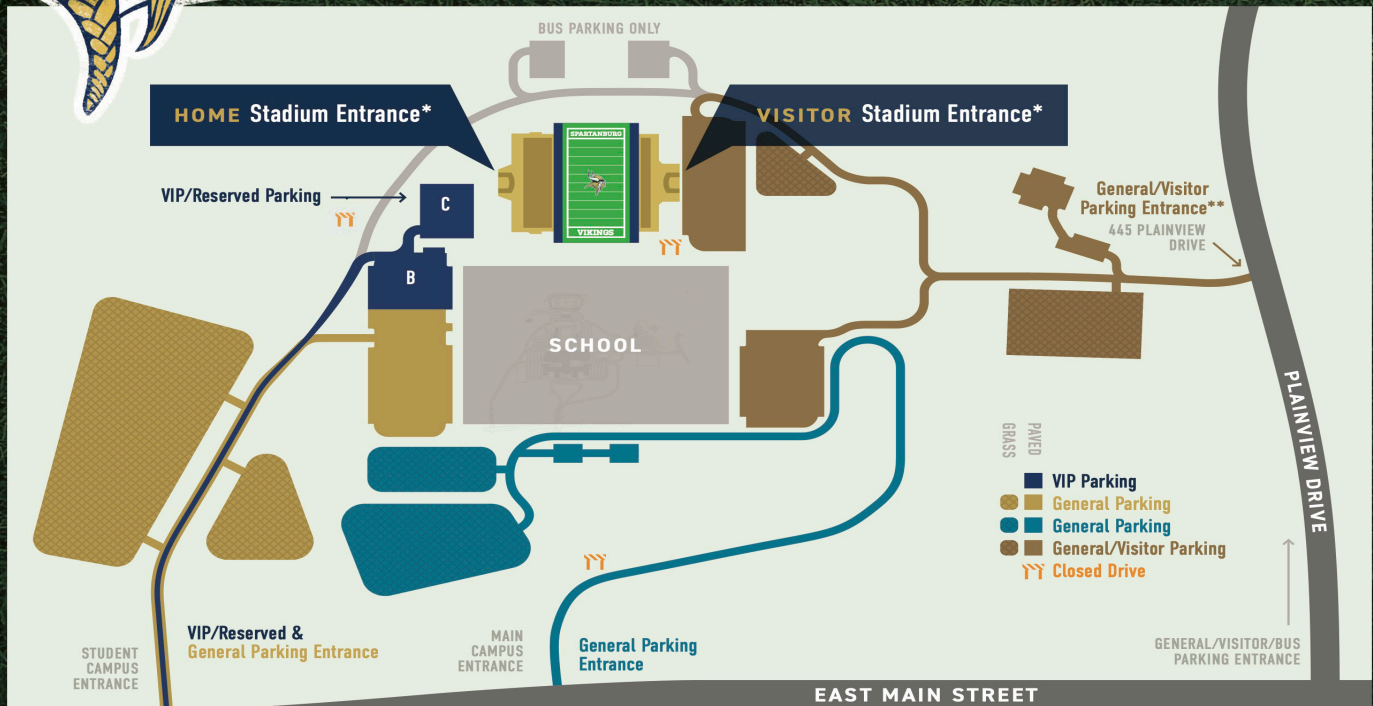 BUS PARKING ONLY
HOME Stadium Entrance*
VISITOR Stadium Entrance*
SPARTANBURG
VIKINGS
VIP/Reserved Parking
C
B
General/Visitor
Parking Entrance**
445 PLAINVIEW
DRIVE
SCHOOL
PLAINVIEW DRIVE
GRASS
PAVED
VIP Parking
General Parking
General Parking
General/Visitor Parking
Closed Drive
STUDENT
CAMPUS
ENTRANCE
VIP/Reserved &
General Parking Entrance
MAIN
CAMPUS
ENTRANCE
General Parking
Entrance
GENERAL/VISITOR/BUS
PARKING ENTRANCE
EAST MAIN STREET